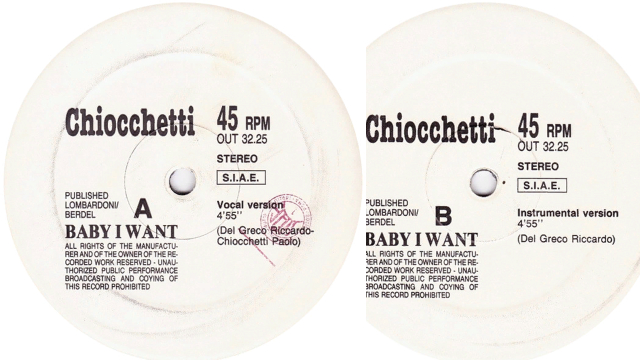 Chiocchetti
45 RPM
OUT 32.25
STEREO
S.I.A.E.
PUBLISHED
LOMBARDONI/
BERDEL
A
Vocal version
4'55"
(Del Greco Riccardo-
Chiocchetti Paolo)
BABY I WANT
ALL RIGHTS OF THE MANUFACTU-
RER AND OF THE OWNER OF THE RE-
CORDED WORK RESERVED - UNAU-
THORIZED PUBLIC PERFORMANCE
BROADCASTING AND COYING OF
THIS RECORD PROHIBITED
Chiocchetti
45 RPM
OUT 32.25
STEREO
S.I.A.E.
PUBLISHED
LOMBARDONI/
BERDEL
B
Instrumental version
4'55"
(Del Greco Riccardo)
BABY I WANT
ALL RIGHTS OF THE MANUFACTU-
RER AND OF THE OWNER OF THE RE-
CORDED WORK RESERVED - UNAU-
THORIZED PUBLIC PERFORMANCE
BROADCASTING AND COYING OF
THIS RECORD PROHIBITED